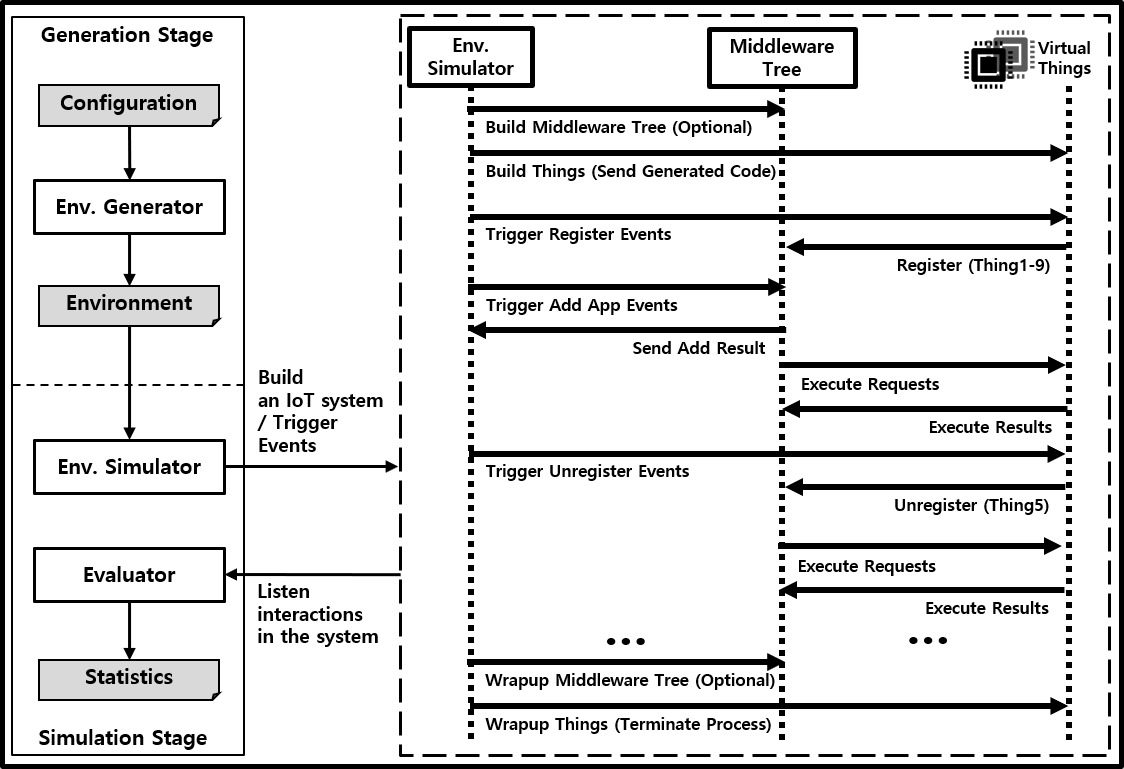 Generation Stage
Configuration
Env. Generator
Environment
Env. Simulator
Evaluator
Statistics
Simulation Stage
Build
an IoT system
/ Trigger
Events
Listen
interactions
in the system
Env.
Simulator
Middleware
Tree
Virtual
Things
Build Middleware Tree (Optional)
Build Things (Send Generated Code)
Trigger Register Events
Register (Thing1-9)
Trigger Add App Events
Send Add Result
Execute Requests
Execute Results
Trigger Unregister Events
Unregister (Thing5)
Execute Requests
Execute Results
... ...
Wrapup Middleware Tree (Optional)
Wrapup Things (Terminate Process)